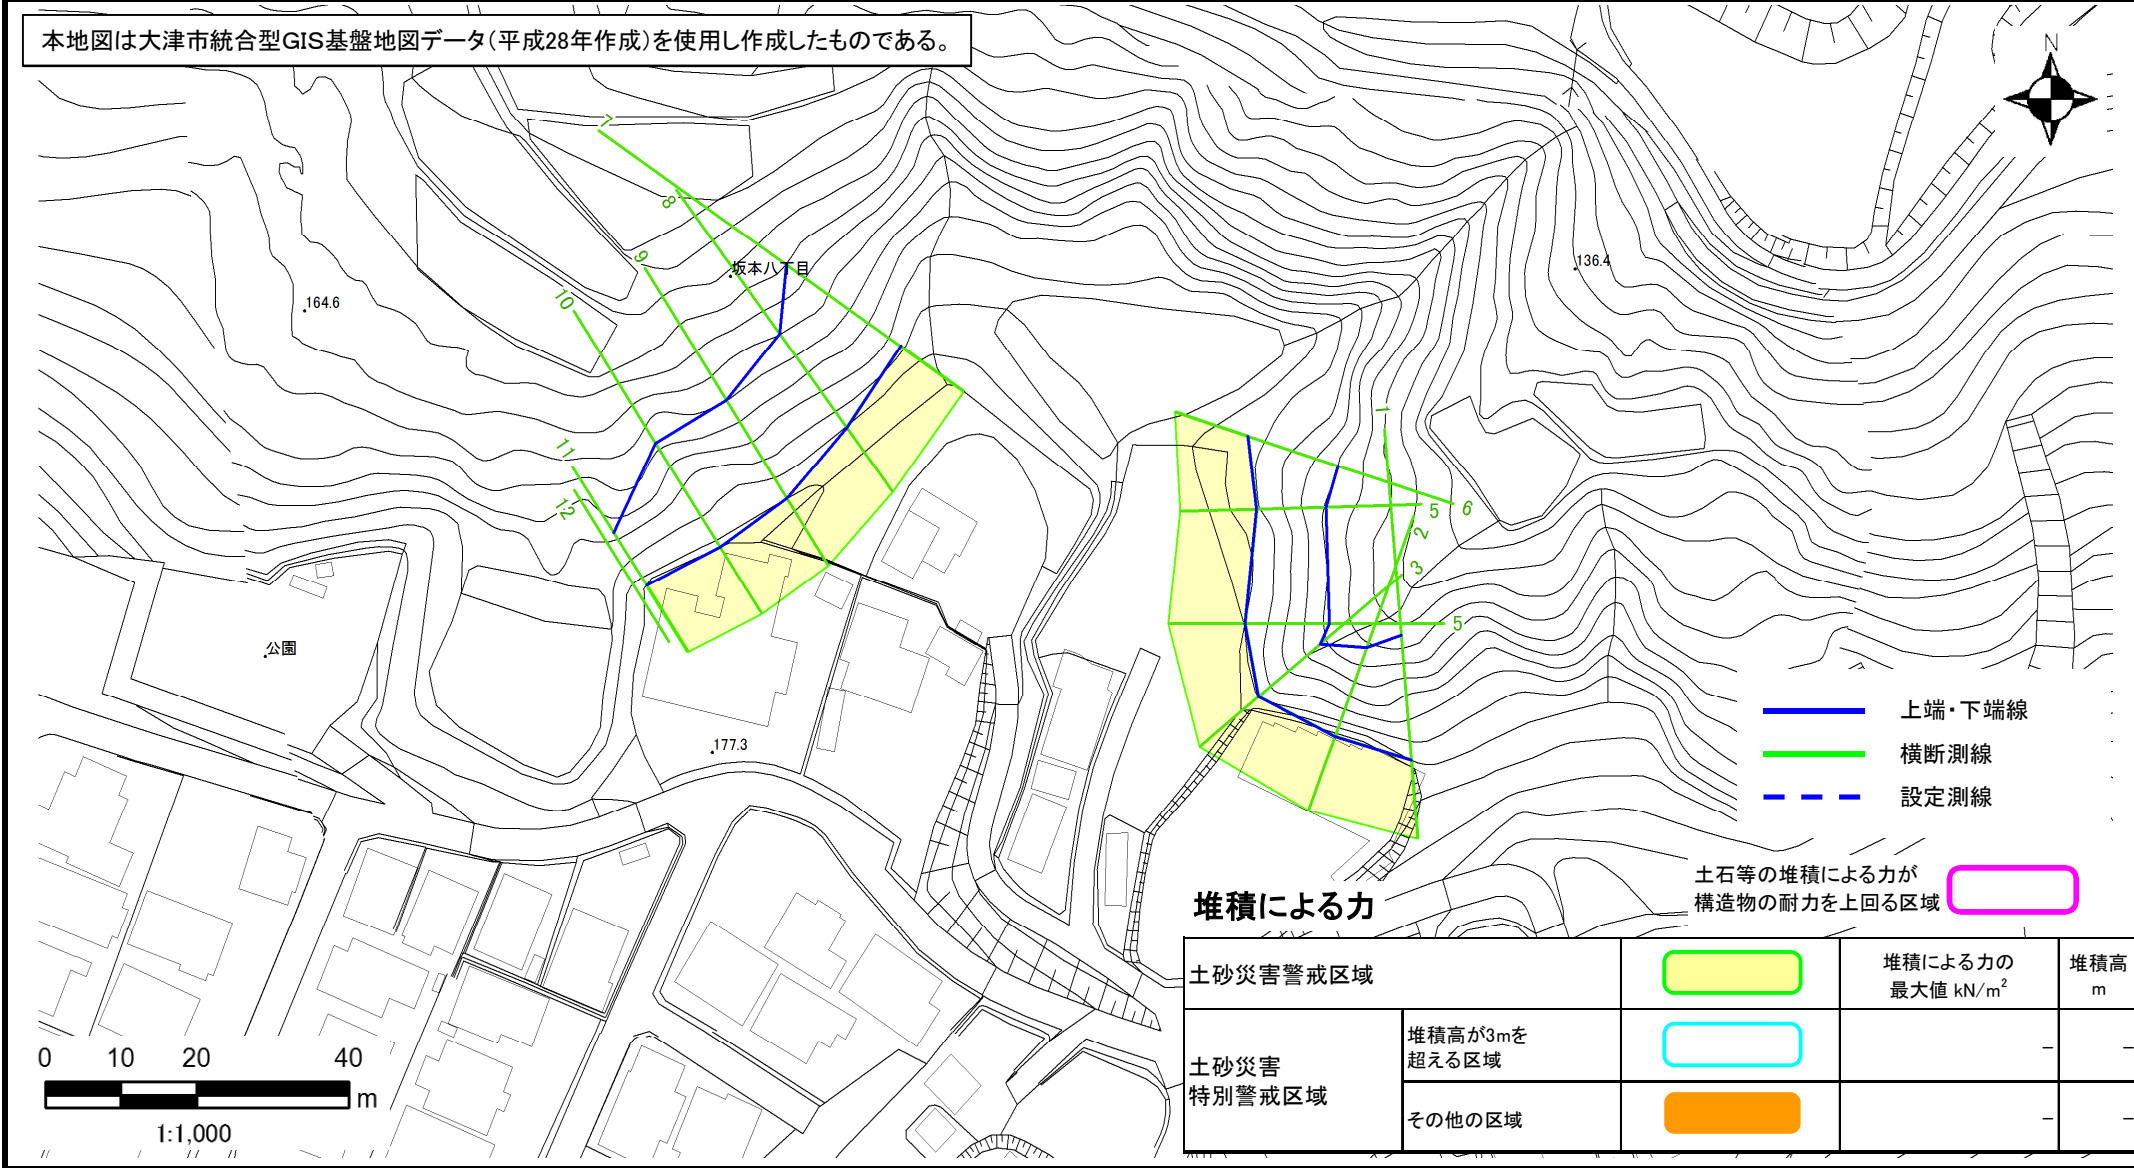 本地図は大津市統合型GIS基盤地図データ(平成28年作成)を使用し作成したものである。
N
7
8
9
坂本八丁目
10
164.6
136.4
1
11
12
5
6
2
3
5
公園
177.3
上端・下端線
横断測線
設定測線
土石等の堆積による力が
構造物の耐力を上回る区域
堆積による力
土砂災害警戒区域
堆積による力の
最大値 kN/m²
堆積高
m
土砂災害
特別警戒区域
堆積高が3mを
超える区域
－
－
その他の区域
－
－
0 10 20 40
m
1:1,000